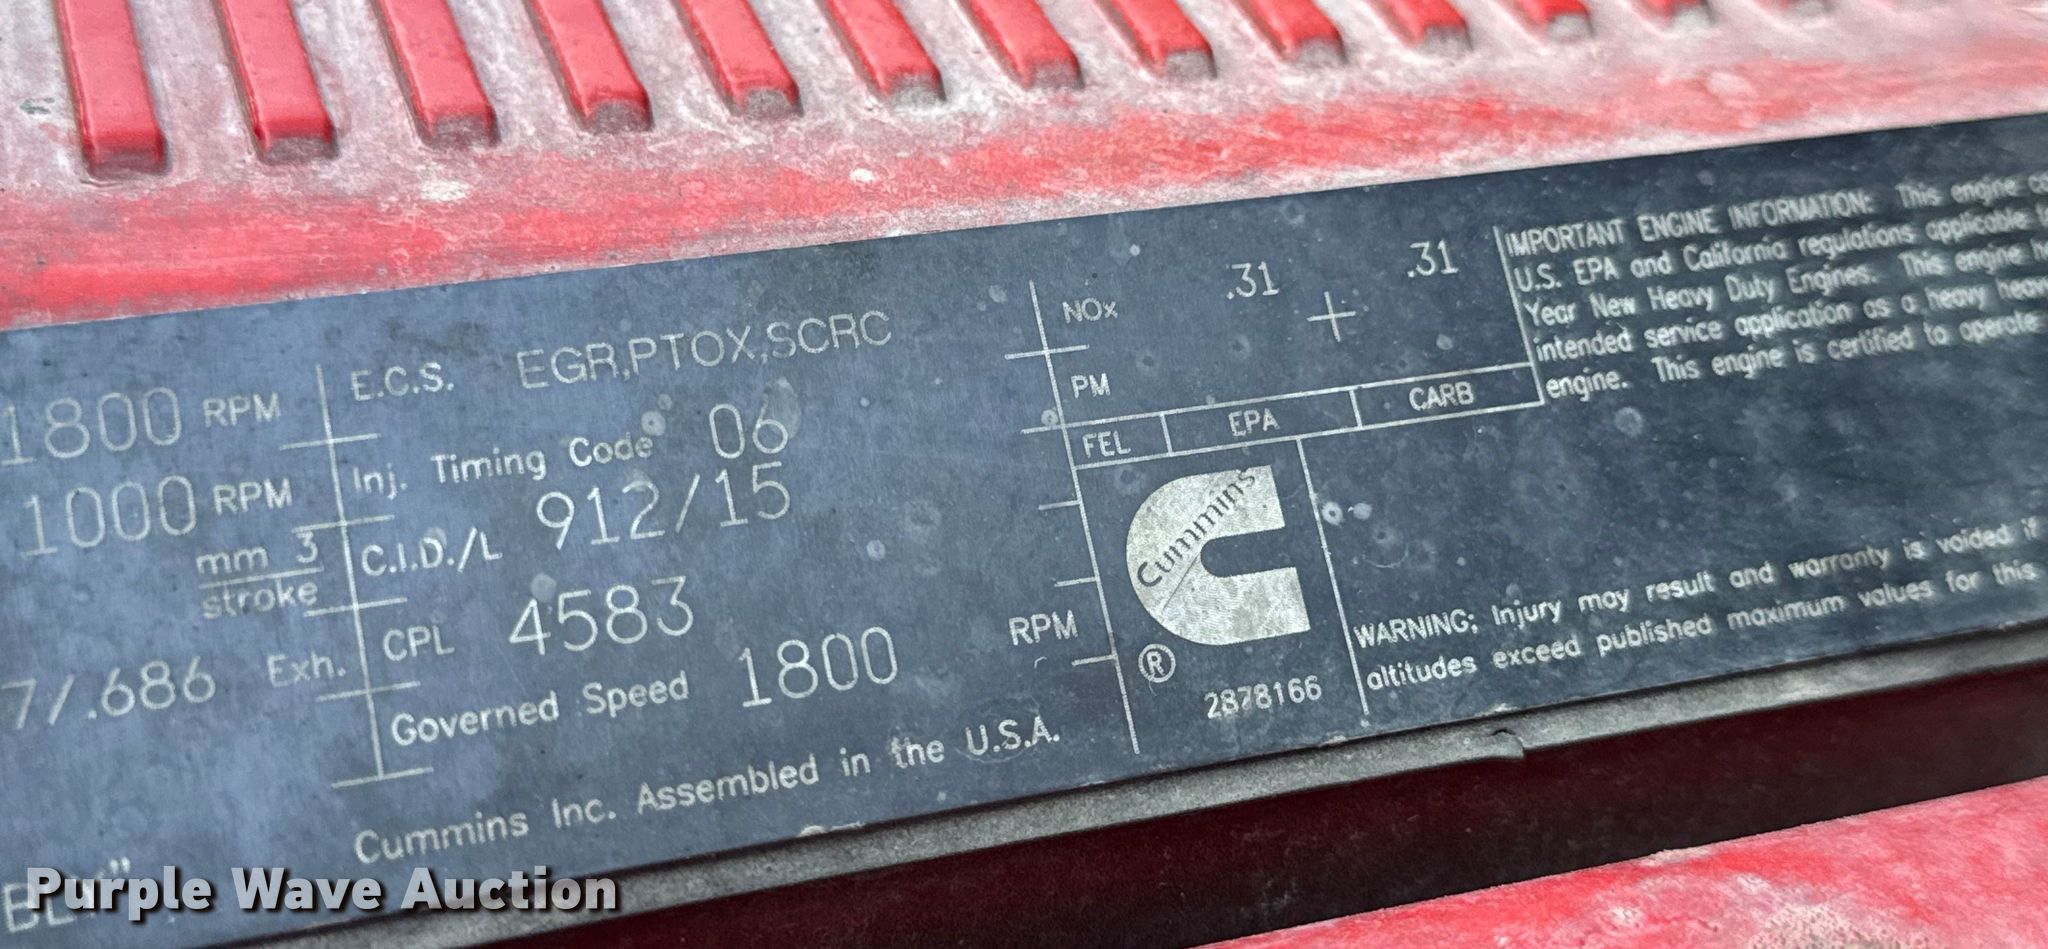 1800 RPM
1000 RPM
mm 3
stroke
7/.686 Exh.
E.C.S. EGR,PTOX,SCRC
Inj. Timing Code 06
C.I.D./L 912/15
CPL 4583
Governed Speed 1800 RPM
Cummins Inc. Assembled in the U.S.A.
NOx .31 + .31
PM
FEL EPA CARB
Cummins
®
2878166
IMPORTANT ENGINE INFORMATION: This engine
U.S. EPA and California regulations applicable
Year New Heavy Duty Engines. This engine
intended service application as a heavy heavy
engine. This engine is certified to operate
WARNING: Injury may result and warranty is voided if
altitudes exceed published maximum values for this
Purple Wave Auction